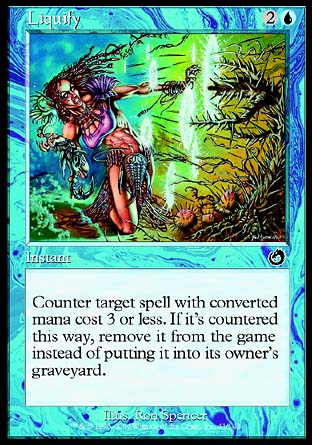 Liquify 2
Instant
Counter target spell with converted
mana cost 3 or less. If it's countered
this way, remove it from the game
instead of putting it into its owner's
graveyard.
Illus. Ron Spencer